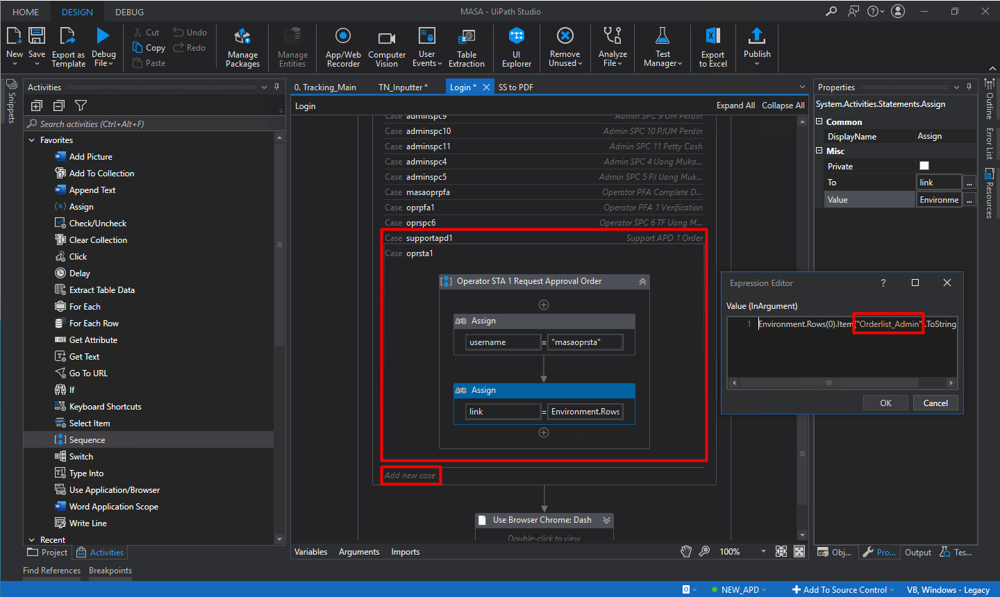 HOME DESIGN DEBUG MASA - UiPath Studio
New Save Export as Template Debug File
Cut Copy Paste Undo Redo
Manage Packages Manage Entities App/Web Recorder Computer Vision User Events Table Extraction UI Explorer Remove Unused Analyze File Test Manager Export to Excel Publish
Snippets
Activities
Search activities (Ctrl+Alt+F)
Favorites
Add Picture
Add To Collection
Append Text
Assign
Check/Uncheck
Clear Collection
Click
Delay
Extract Table Data
For Each
For Each Row
Get Attribute
Get Text
Go To URL
If
Keyboard Shortcuts
Select Item
Sequence
Switch
Type Into
Use Application/Browser
Word Application Scope
Write Line
Recent
Project Activities
Find References Breakpoints
0. Tracking_Main TN_Inputter * Login * SS to PDF
Login Expand All Collapse All
Case adminspc9 Admin SPC 9 UM Perdin
Case adminspc10 Admin SPC 10 PJUM Perdin
Case adminspc11 Admin SPC 11 Petty Cash
Case adminspc4 Admin SPC 4 Uang Muka...
Case adminspc5 Admin SPC 5 PJ Uang Muk...
Case masaoprpfa Operator PFA Complete D...
Case oprpfa1 Operator PFA 1 Verification
Case oprspc6 Operator SPC 6 TF Uang M...
Case supportapd1 Support APD 1 Order
Case oprsta1
Operator STA 1 Request Approval Order
A*B Assign
username = "masaoprsta"
A*B Assign
link = Environment.Rows
Add new case
Use Browser Chrome: Dash
Double-click to view
Variables Arguments Imports 100%
Properties
System.Activities.Statements.Assign
Common
DisplayName Assign
Misc
Private
To link ...
Value Environme ...
Expression Editor ?
Value (InArgument)
1 Environment.Rows(0).Item("Orderlist_Admin").ToString
OK Cancel
Obj... Pro... Output Tes...
Outline
Error List
Resources
NEW_APD Add To Source Control VB, Windows - Legacy